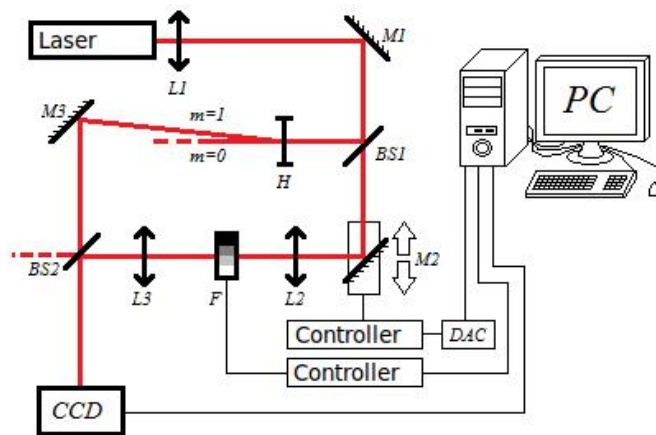 Laser
L1
M1
M3
m=1
m=0
H
BS1
PC
BS2
L3
F
L2
M2
Controller
DAC
Controller
CCD